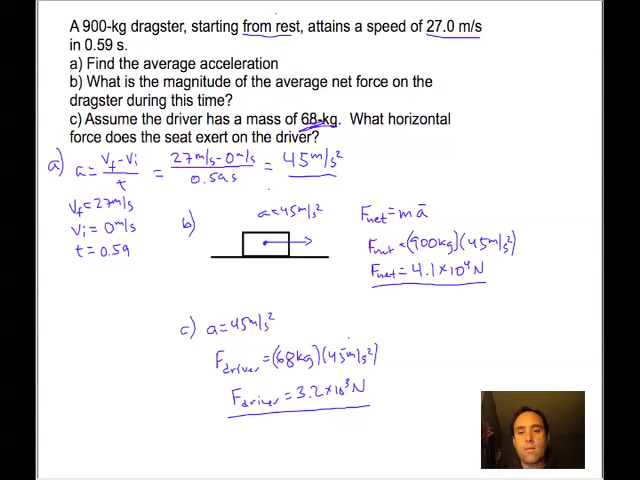 A 900-kg dragster, starting from rest, attains a speed of 27.0 m/s
in 0.59 s.
a) Find the average acceleration
b) What is the magnitude of the average net force on the
dragster during this time?
c) Assume the driver has a mass of 68-kg. What horizontal
force does the seat exert on the driver?
a) a = (Vf - Vi)/t = (27m/s - 0m/s)/0.59s = 45m/s²
Vf = 27m/s
Vi = 0m/s
t = 0.59
b) a = 45m/s²
Fnet = mā
Fnet = (900kg)(45m/s²)
Fnet = 4.1 × 10⁴ N
c) a = 45m/s²
Fdriver = (68kg)(45m/s²)
Fdriver = 3.2 × 10³ N